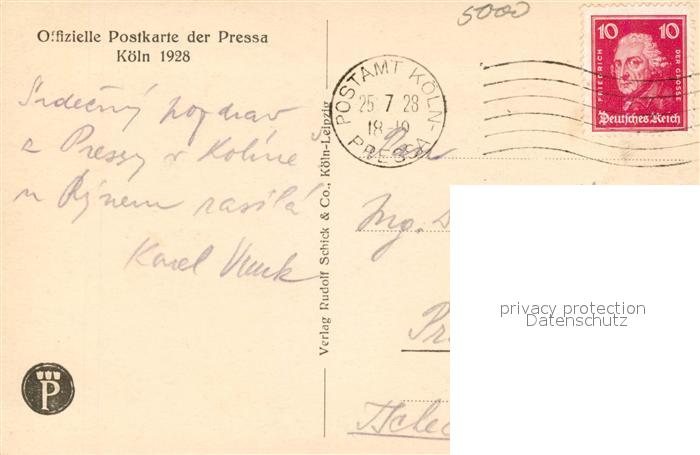 Offizielle Postkarte der Pressa
Köln 1928
5000
Srdečný pozdrav
z Pressy v Kolíně
n Rýnem zasílá
Karel
Verlag Rudolf Schick & Co., Köln-Leipzig
POSTAMT KÖLN-
25 7 28
18-19
PRESSA
10 10
FRIEDRICH DER GROSSE
Deutsches Reich
Pan
Ing.
P
privacy protection
Datenschutz